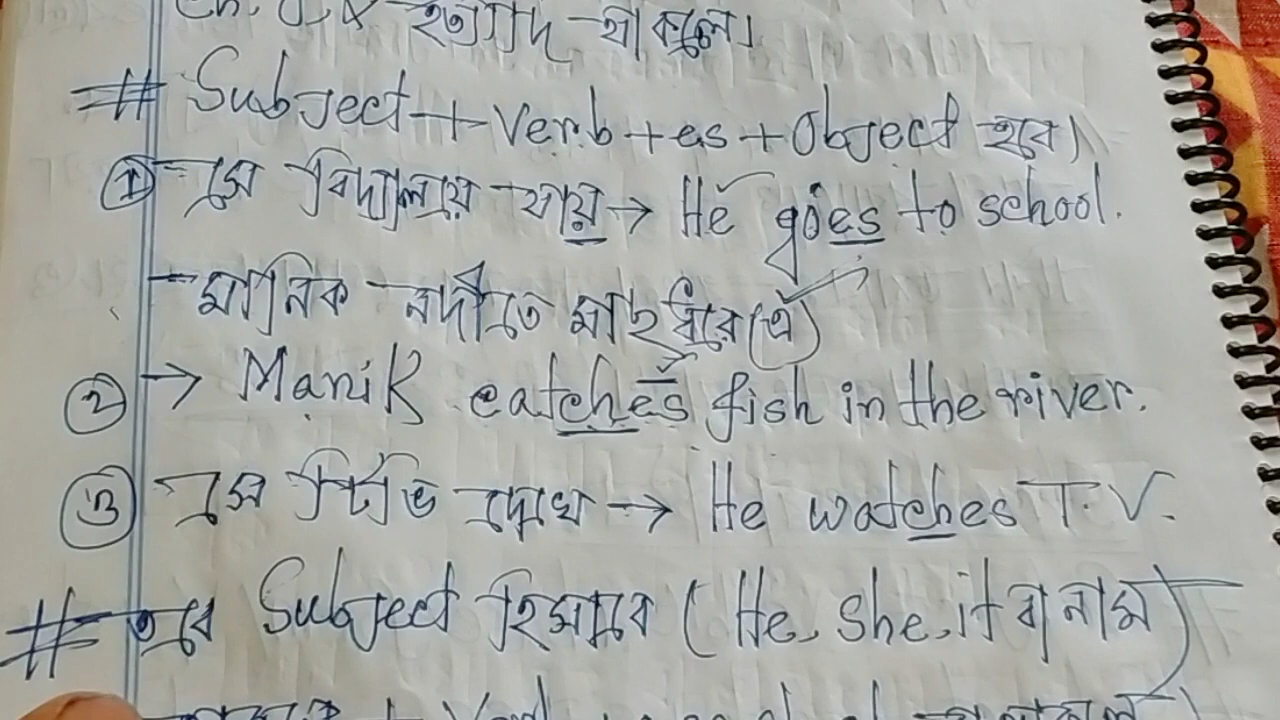 ch, O, X ইত্যাদি থাকলে।
# Subject + Verb + es + Object হবে।
① সে বিদ্যালয়ে যায় → He goes to school.
মানিক নদীতে মাছ ধরে (এ)
② → Manik catches fish in the river.
③ সে টিভি দেখে → He watches T.V.
# তবে Subject হিসাবে (He, She, it বা নাম)